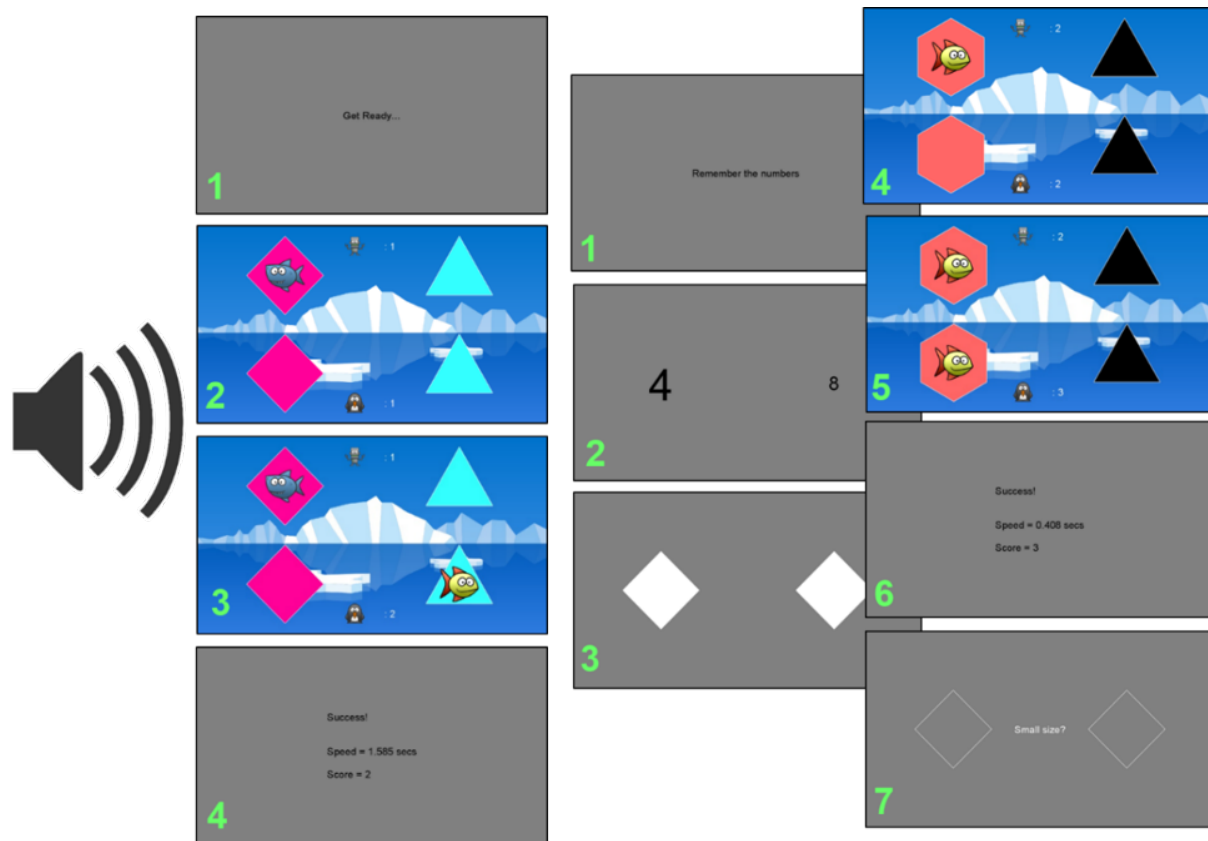 Get Ready...
1
: 1
2
: 1
: 1
3
: 2
Success!
Speed = 1.585 secs
Score = 2
4
Remember the numbers
1
4
8
2
3
: 2
4
: 2
: 2
5
: 3
Success!
Speed = 0.408 secs
Score = 3
6
Small size?
7